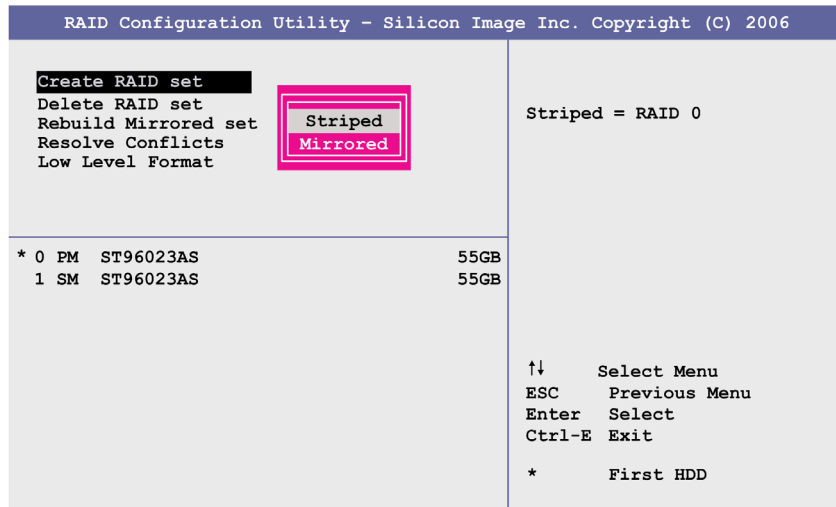 RAID Configuration Utility – Silicon Image Inc. Copyright (C) 2006
Create RAID set
Delete RAID set
Rebuild Mirrored set
Resolve Conflicts
Low Level Format
Striped
Mirrored
Striped = RAID 0
* 0 PM ST96023AS 55GB
1 SM ST96023AS 55GB
↑↓ Select Menu
ESC Previous Menu
Enter Select
Ctrl-E Exit
* First HDD